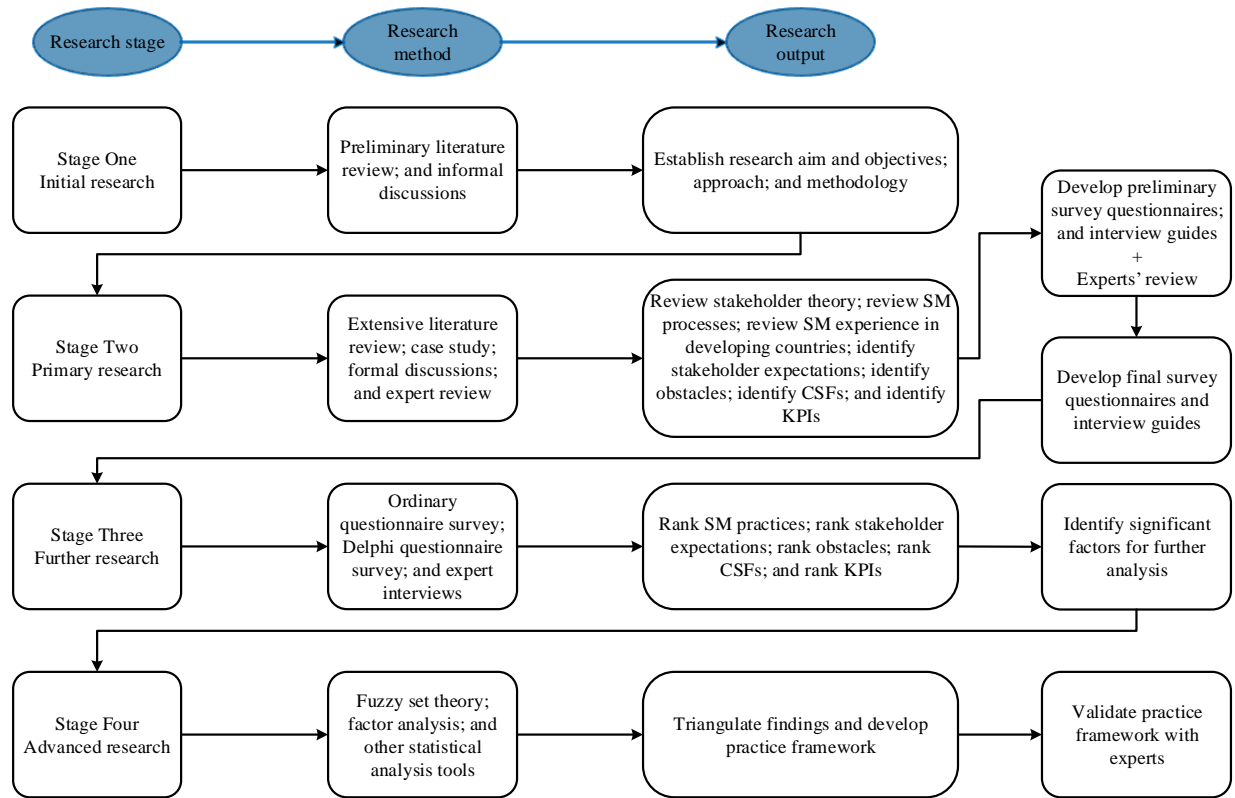 Research stage
Research
method
Research
output
Stage One
Initial research
Preliminary literature
review; and informal
discussions
Establish research aim and objectives;
approach; and methodology
Develop preliminary
survey questionnaires;
and interview guides
+
Experts’ review
Stage Two
Primary research
Extensive literature
review; case study;
formal discussions;
and expert review
Review stakeholder theory; review SM
processes; review SM experience in
developing countries; identify
stakeholder expectations; identify
obstacles; identify CSFs; and identify
KPIs
Develop final survey
questionnaires and
interview guides
Stage Three
Further research
Ordinary
questionnaire survey;
Delphi questionnaire
survey; and expert
interviews
Rank SM practices; rank stakeholder
expectations; rank obstacles; rank
CSFs; and rank KPIs
Identify significant
factors for further
analysis
Stage Four
Advanced research
Fuzzy set theory;
factor analysis; and
other statistical
analysis tools
Triangulate findings and develop
practice framework
Validate practice
framework with
experts